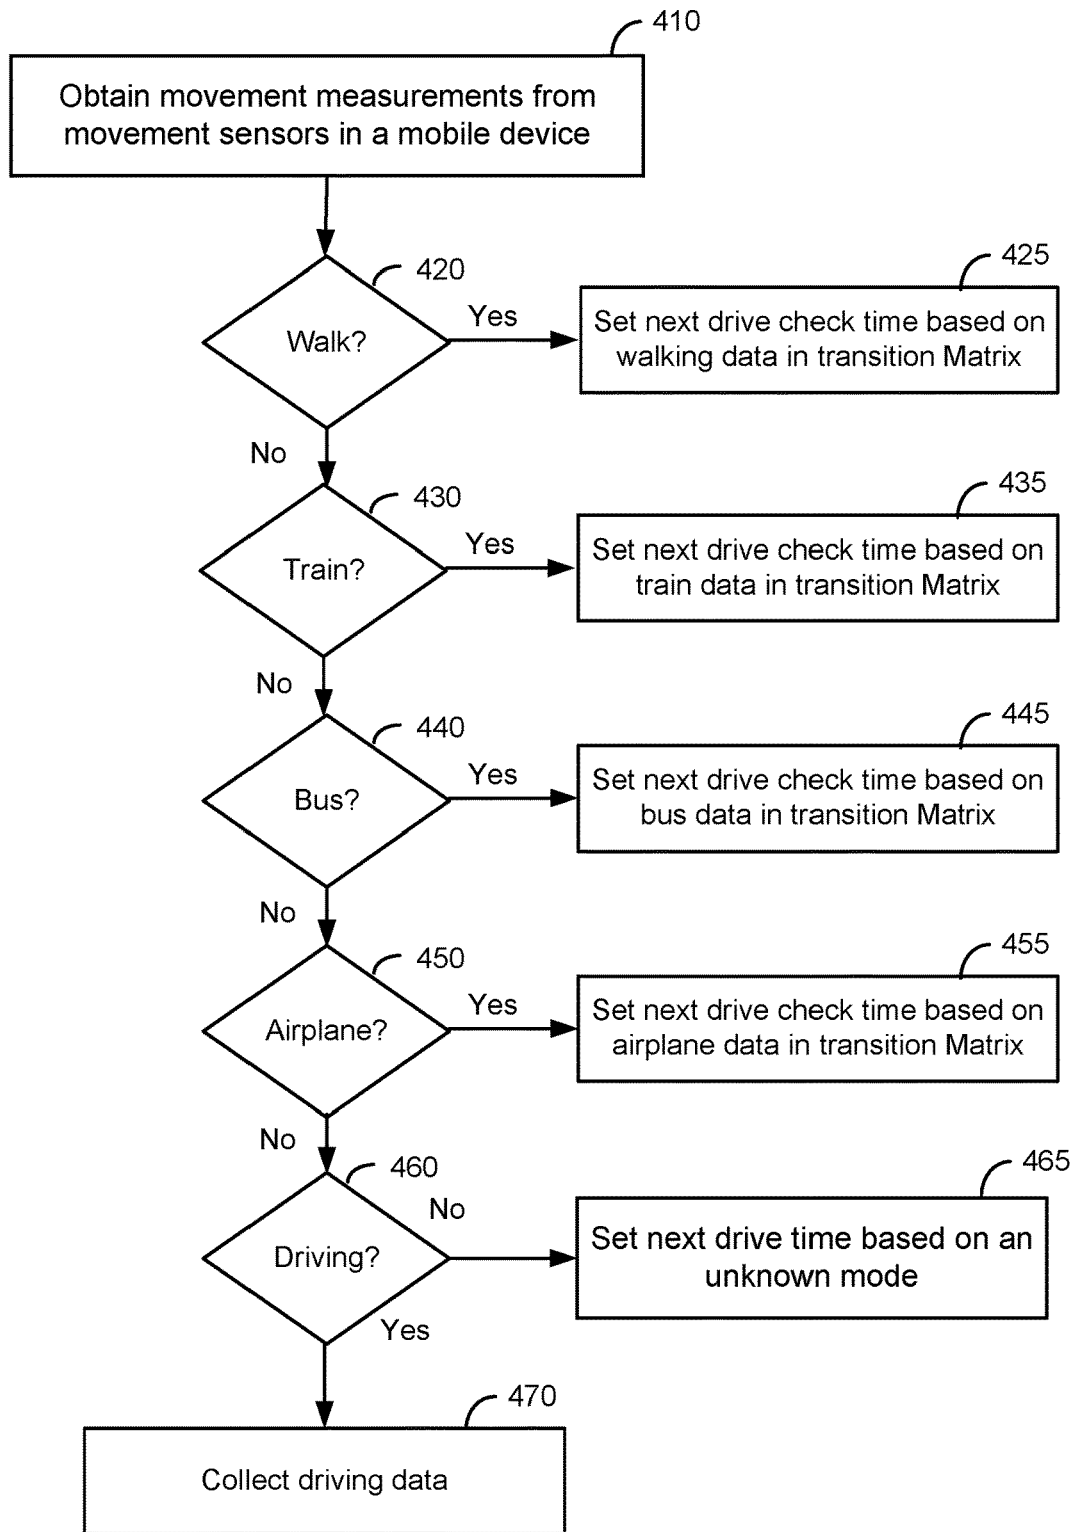 410
Obtain movement measurements from
movement sensors in a mobile device
420
Walk?
Yes
425
Set next drive check time based on
walking data in transition Matrix
No
430
Train?
Yes
435
Set next drive check time based on
train data in transition Matrix
No
440
Bus?
Yes
445
Set next drive check time based on
bus data in transition Matrix
No
450
Airplane?
Yes
455
Set next drive check time based on
airplane data in transition Matrix
No
460
Driving?
No
465
Set next drive time based on an
unknown mode
Yes
470
Collect driving data